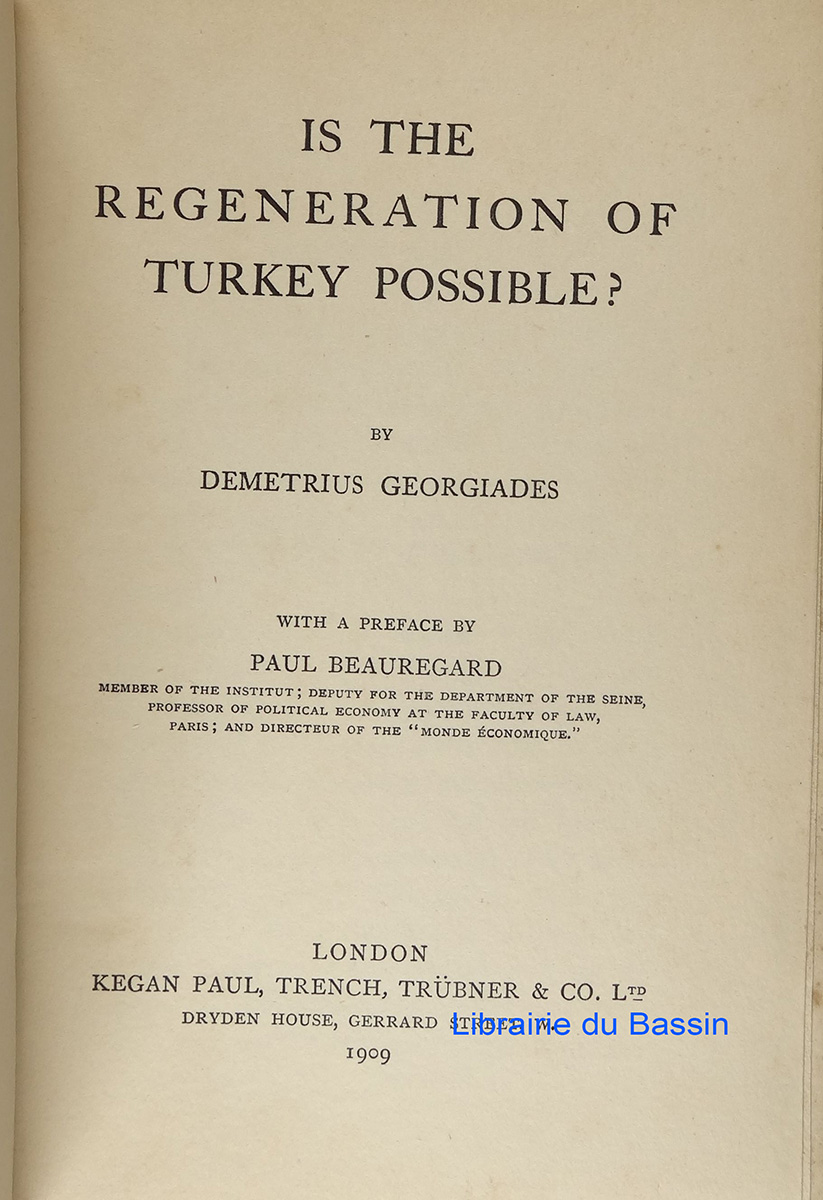 IS THE
REGENERATION OF
TURKEY POSSIBLE?
BY
DEMETRIUS GEORGIADES
WITH A PREFACE BY
PAUL BEAUREGARD
MEMBER OF THE INSTITUT; DEPUTY FOR THE DEPARTMENT OF THE SEINE,
PROFESSOR OF POLITICAL ECONOMY AT THE FACULTY OF LAW,
PARIS; AND DIRECTEUR OF THE "MONDE ÉCONOMIQUE."
LONDON
KEGAN PAUL, TRENCH, TRÜBNER & CO. LTD
DRYDEN HOUSE, GERRARD STREET, W.
Librairie du Bassin
1909